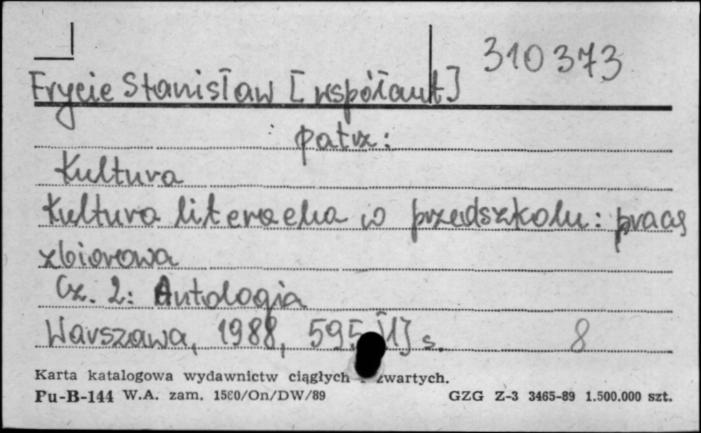 310373
Frycie Stanisław [współaut]
patrz:
Kultura
Kultura literacka w przedszkolu: praca
zbiorowa
Cz. 2: Antologia
Warszawa, 1988, 595, [1] s. 8
Karta katalogowa wydawnictw ciągłych zwartych.
Pu-B-144 W.A. zam. 1560/On/DW/89 GZG Z-3 3465-89 1.500.000 szt.